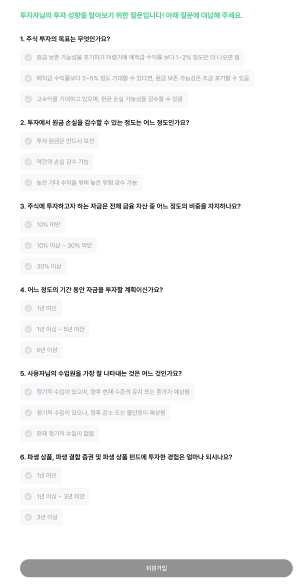 투자자님의 투자 성향을 알아보기 위한 질문입니다! 아래 질문에 대답해 주세요.
1. 주식 투자의 목표는 무엇인가요?
원금 보존 가능성을 포기하기 어렵기에 예적금 수익률 보다 1~2% 정도만 더 나오면 됨
예적금 수익률보다 3~5% 정도 기대할 수 있다면, 원금 보존 가능성은 조금 포기할 수 있음
고수익을 기대하고 있으며, 원금 손실 가능성을 감수할 수 있음
2. 투자에서 원금 손실을 감수할 수 있는 정도는 어느 정도인가요?
투자 원금은 반드시 보전
약간의 손실 감수 가능
높은 기대 수익을 위해 높은 위험 감수 가능
3. 주식에 투자하고자 하는 자금은 전체 금융 자산 중 어느 정도의 비중을 차지하나요?
10% 미만
10% 이상 ~ 30% 미만
30% 이상
4. 어느 정도의 기간 동안 자금을 투자할 계획이신가요?
1년 미만
1년 이상 ~ 5년 미만
5년 이상
5. 사용자님의 수입원을 가장 잘 나타내는 것은 어느 것인가요?
정기적 수입이 있으며, 향후 현재 수준의 유지 또는 증가가 예상됨
정기적 수입이 있으나, 향후 감소 또는 불안정이 예상됨
현재 정기적 수입이 없음
6. 파생 상품, 파생 결합 증권 및 파생 상품 펀드에 투자한 경험은 얼마나 되시나요?
1년 미만
1년 이상 ~ 3년 미만
3년 이상
회원가입